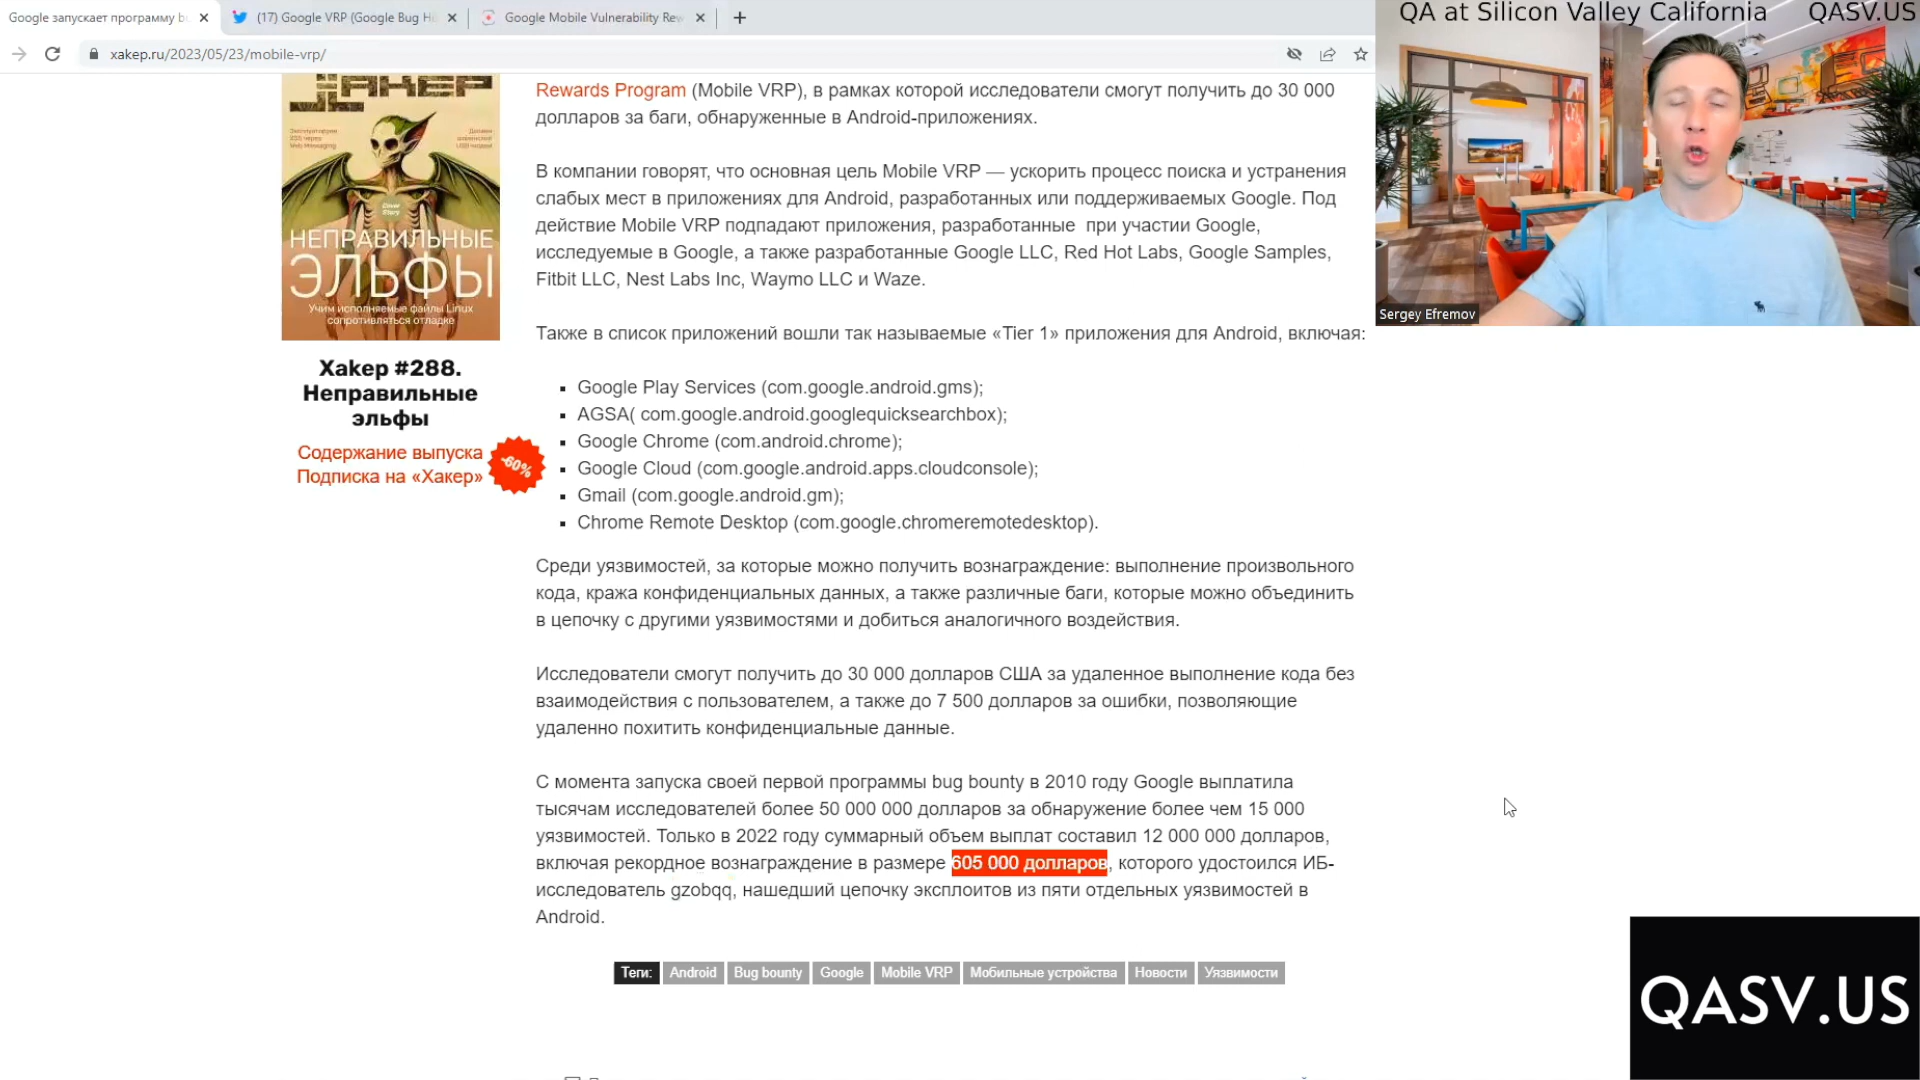 Google запускает программу b
(17) Google VRP (Google Bug H
Google Mobile Vulnerability Rew
xakep.ru/2023/05/23/mobile-vrp/
QA at Silicon Valley California QASV.US
Sergey Efremov
ХАКЕР
Cover
Story
НЕПРАВИЛЬНЫЕ
ЭЛЬФЫ
Учим исполняемые файлы Linux
сопротивляться отладке
Xakep #288.
Неправильные
эльфы
Содержание выпуска
Подписка на «Хакер»
-60%
Rewards Program (Mobile VRP), в рамках которой исследователи смогут получить до 30 000
долларов за баги, обнаруженные в Android-приложениях.
В компании говорят, что основная цель Mobile VRP — ускорить процесс поиска и устранения
слабых мест в приложениях для Android, разработанных или поддерживаемых Google. Под
действие Mobile VRP подпадают приложения, разработанные при участии Google,
исследуемые в Google, а также разработанные Google LLC, Red Hot Labs, Google Samples,
Fitbit LLC, Nest Labs Inc, Waymo LLC и Waze.
Также в список приложений вошли так называемые «Tier 1» приложения для Android, включая:
Google Play Services (com.google.android.gms);
AGSA( com.google.android.googlequicksearchbox);
Google Chrome (com.android.chrome);
Google Cloud (com.google.android.apps.cloudconsole);
Gmail (com.google.android.gm);
Chrome Remote Desktop (com.google.chromeremotedesktop).
Среди уязвимостей, за которые можно получить вознаграждение: выполнение произвольного
кода, кража конфиденциальных данных, а также различные баги, которые можно объединить
в цепочку с другими уязвимостями и добиться аналогичного воздействия.
Исследователи смогут получить до 30 000 долларов США за удаленное выполнение кода без
взаимодействия с пользователем, а также до 7 500 долларов за ошибки, позволяющие
удаленно похитить конфиденциальные данные.
С момента запуска своей первой программы bug bounty в 2010 году Google выплатила
тысячам исследователей более 50 000 000 долларов за обнаружение более чем 15 000
уязвимостей. Только в 2022 году суммарный объем выплат составил 12 000 000 долларов,
включая рекордное вознаграждение в размере 605 000 долларов, которого удостоился ИБ-
исследователь gzobqq, нашедший цепочку эксплоитов из пяти отдельных уязвимостей в
Android.
Теги: Android Bug bounty Google Mobile VRP Мобильные устройства Новости Уязвимости
QASV.US